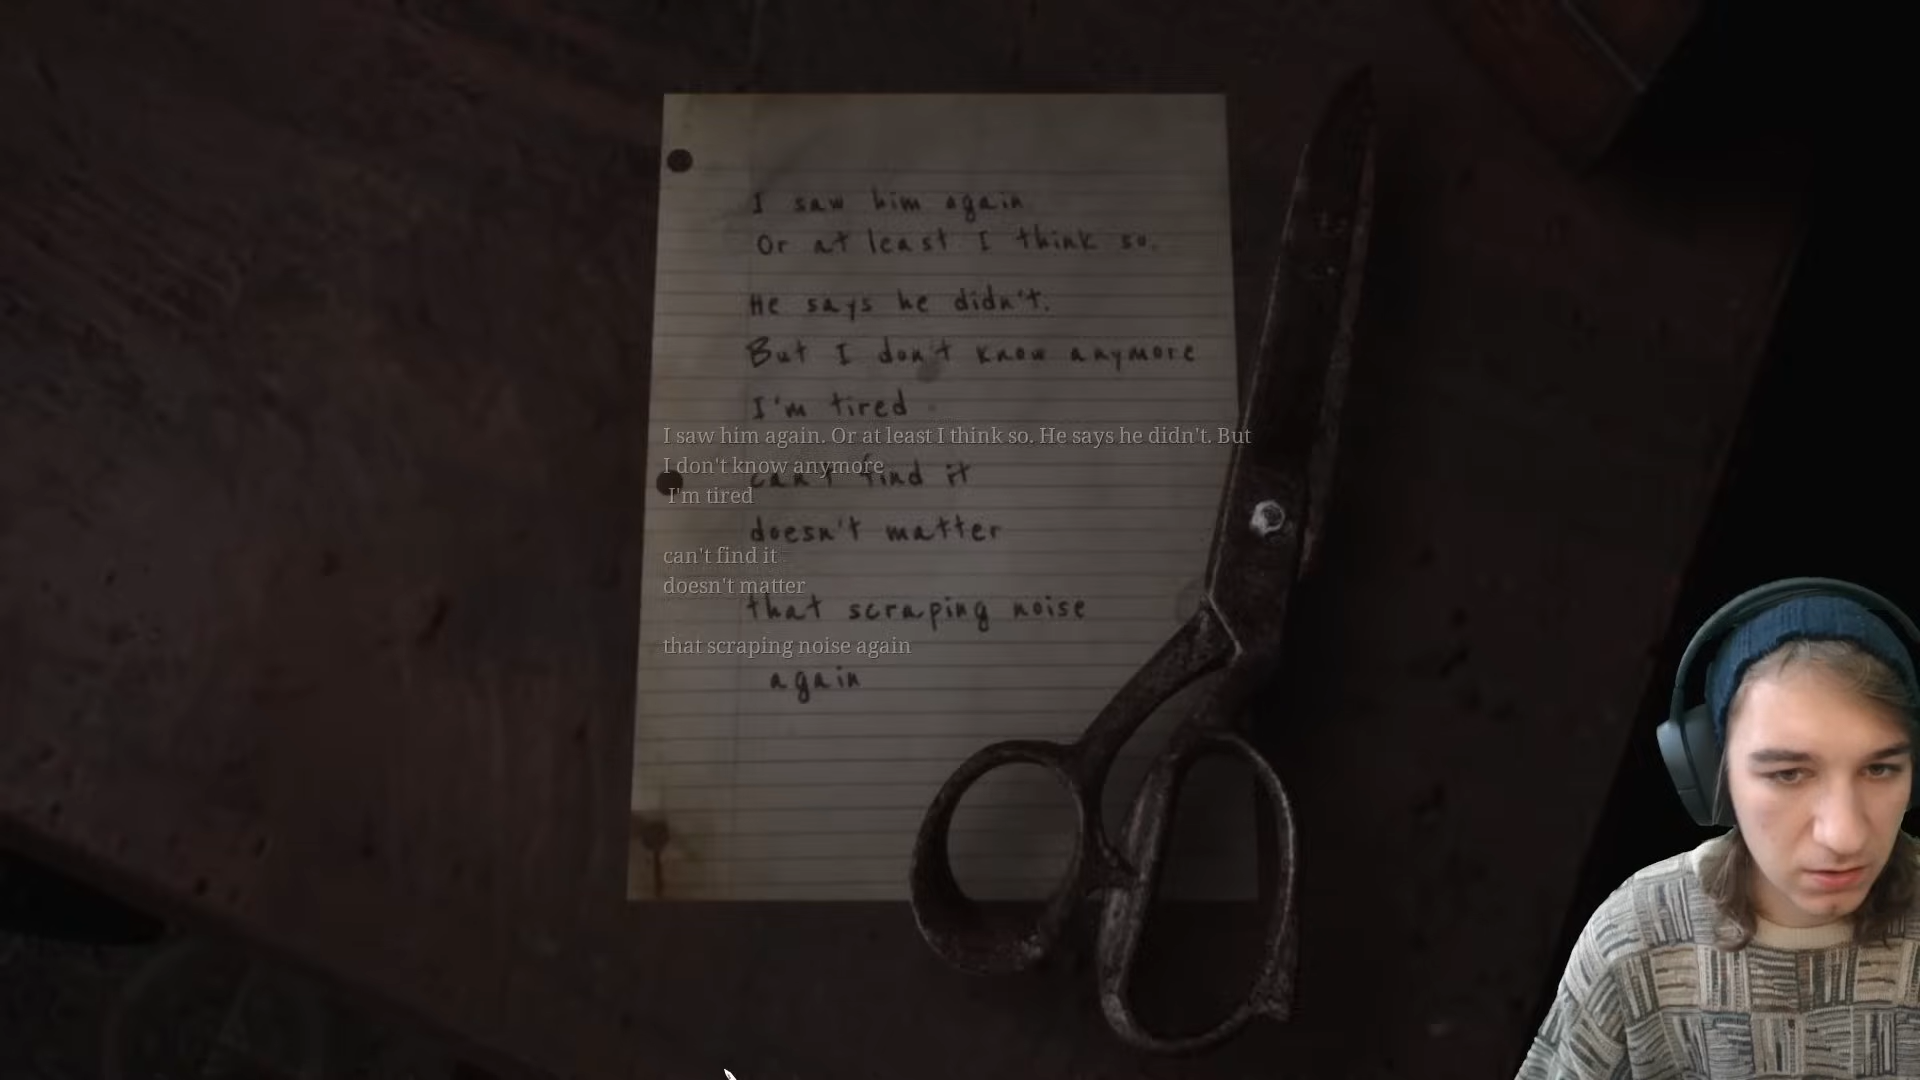 I saw him again
Or at least I think so.
He says he didn't.
But I don't know anymore
I'm tired
can't find it
doesn't matter
that scraping noise
again
I saw him again. Or at least I think so. He says he didn't. But
I don't know anymore
I'm tired
can't find it
doesn't matter
that scraping noise again